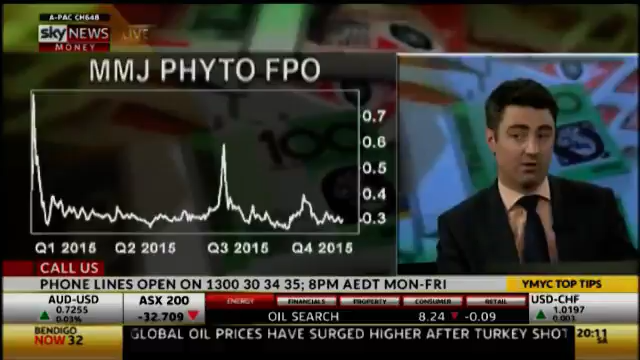 A-PAC CH648
sky NEWS LIVE
MONEY
MMJ PHYTO FPO
0.7
0.6
0.5
0.4
0.3
Q1 2015 Q2 2015 Q3 2015 Q4 2015
CALL US
PHONE LINES OPEN ON 1300 30 34 35; 8PM AEDT MON-FRI
YMYC TOP TIPS
AUD-USD
0.7255
0.03%
ASX 200
-32.709
ENERGY FINANCIALS PROPERTY CONSUMER RETAIL
OIL SEARCH 8.24 -0.09
USD-CHF
1.0197
0.003
BENDIGO
NOW 32
GLOBAL OIL PRICES HAVE SURGED HIGHER AFTER TURKEY SHOT
20:11
SA